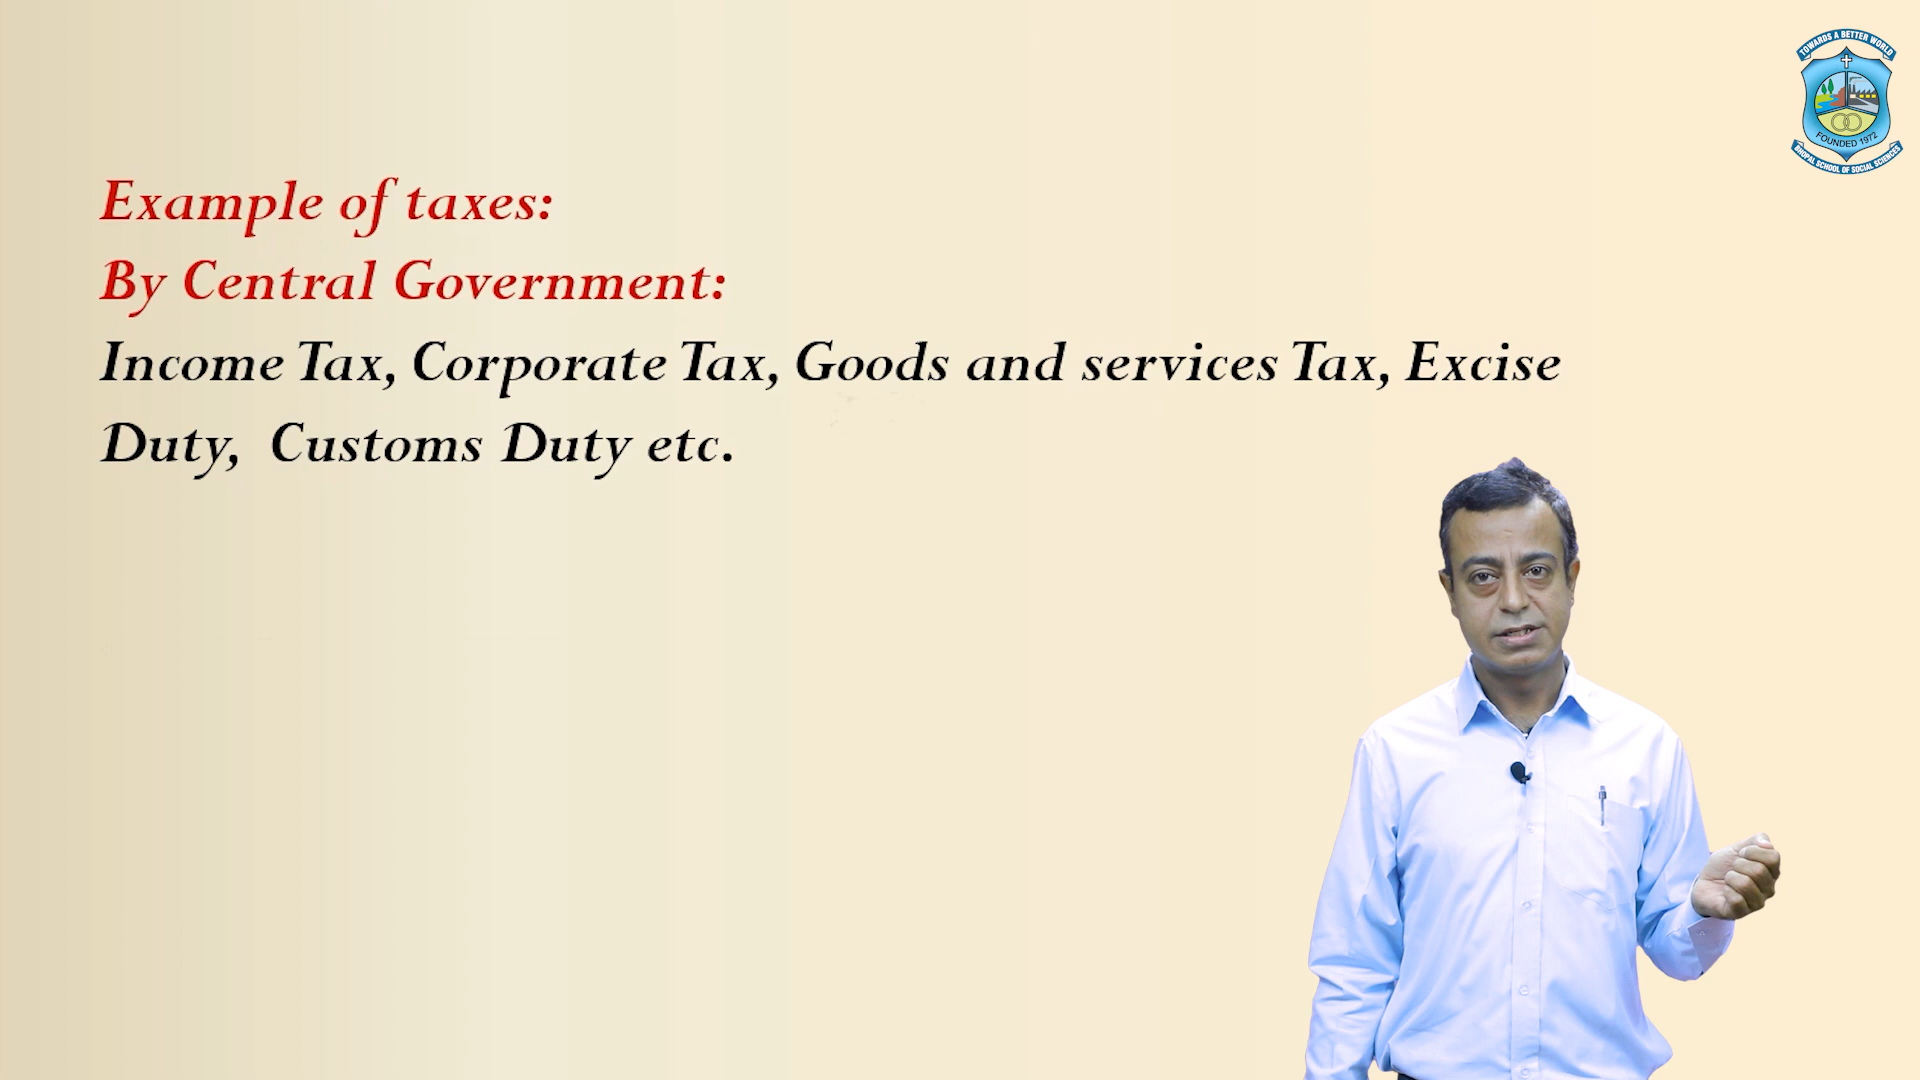 TOWARDS A BETTER WORLD
FOUNDED 1972
BHOPAL SCHOOL OF SOCIAL SCIENCES
Example of taxes:
By Central Government:
Income Tax, Corporate Tax, Goods and services Tax, Excise
Duty, Customs Duty etc.